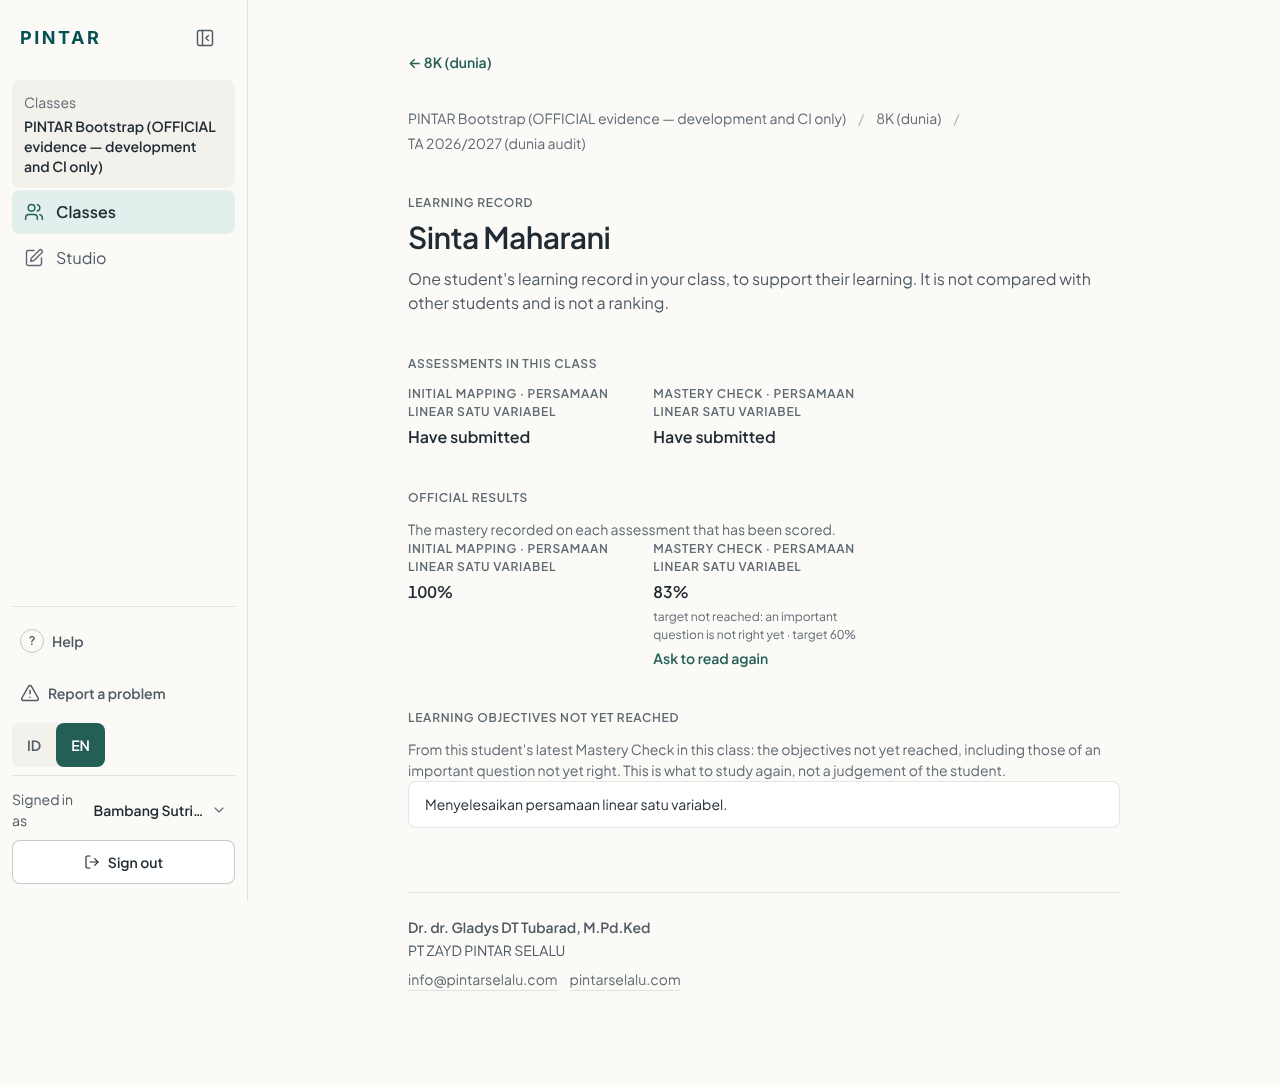 PINTAR
Classes
PINTAR Bootstrap (OFFICIAL
evidence — development
and CI only)
Classes
Studio
? Help
Report a problem
ID EN
Signed in
as
Bambang Sutri...
Sign out
← 8K (dunia)
PINTAR Bootstrap (OFFICIAL evidence — development and CI only) / 8K (dunia) /
TA 2026/2027 (dunia audit)
LEARNING RECORD
Sinta Maharani
One student's learning record in your class, to support their learning. It is not compared with
other students and is not a ranking.
ASSESSMENTS IN THIS CLASS
INITIAL MAPPING · PERSAMAAN
LINEAR SATU VARIABEL
Have submitted
MASTERY CHECK · PERSAMAAN
LINEAR SATU VARIABEL
Have submitted
OFFICIAL RESULTS
The mastery recorded on each assessment that has been scored.
INITIAL MAPPING · PERSAMAAN
LINEAR SATU VARIABEL
100%
MASTERY CHECK · PERSAMAAN
LINEAR SATU VARIABEL
83%
target not reached: an important
question is not right yet · target 60%
Ask to read again
LEARNING OBJECTIVES NOT YET REACHED
From this student's latest Mastery Check in this class: the objectives not yet reached, including those of an
important question not yet right. This is what to study again, not a judgement of the student.
Menyelesaikan persamaan linear satu variabel.
Dr. dr. Gladys DT Tubarad, M.Pd.Ked
PT ZAYD PINTAR SELALU
info@pintarselalu.com pintarselalu.com